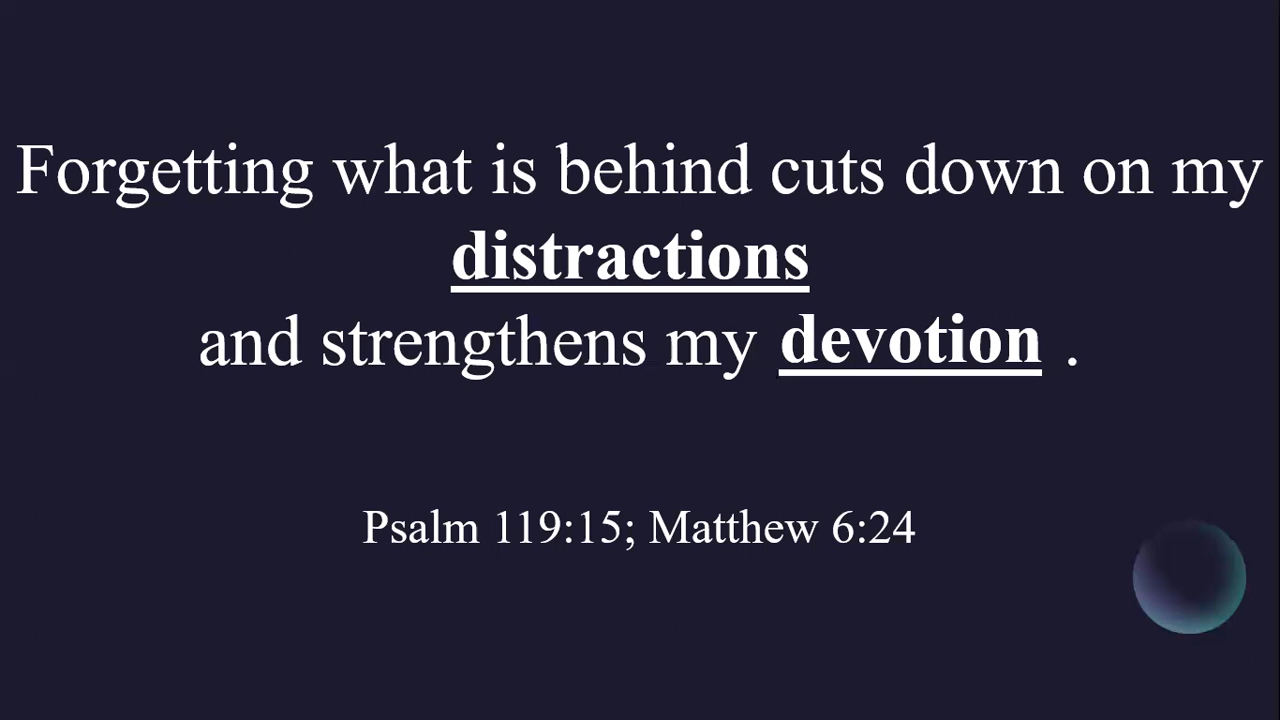 Forgetting what is behind cuts down on my
distractions
and strengthens my devotion .
Psalm 119:15; Matthew 6:24